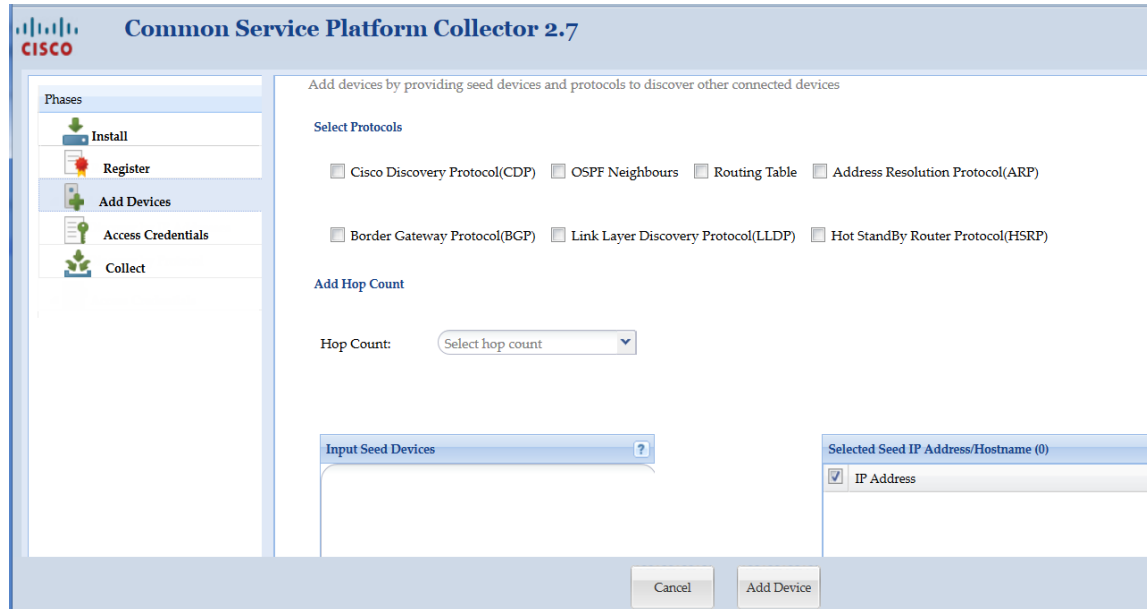 CISCO
Common Service Platform Collector 2.7
Phases
Install
Register
Add Devices
Access Credentials
Collect
Add devices by providing seed devices and protocols to discover other connected devices
Select Protocols
Cisco Discovery Protocol(CDP) OSPF Neighbours Routing Table Address Resolution Protocol(ARP)
Border Gateway Protocol(BGP) Link Layer Discovery Protocol(LLDP) Hot StandBy Router Protocol(HSRP)
Add Hop Count
Hop Count: Select hop count
Input Seed Devices ?
Selected Seed IP Address/Hostname (0)
IP Address
Cancel Add Device